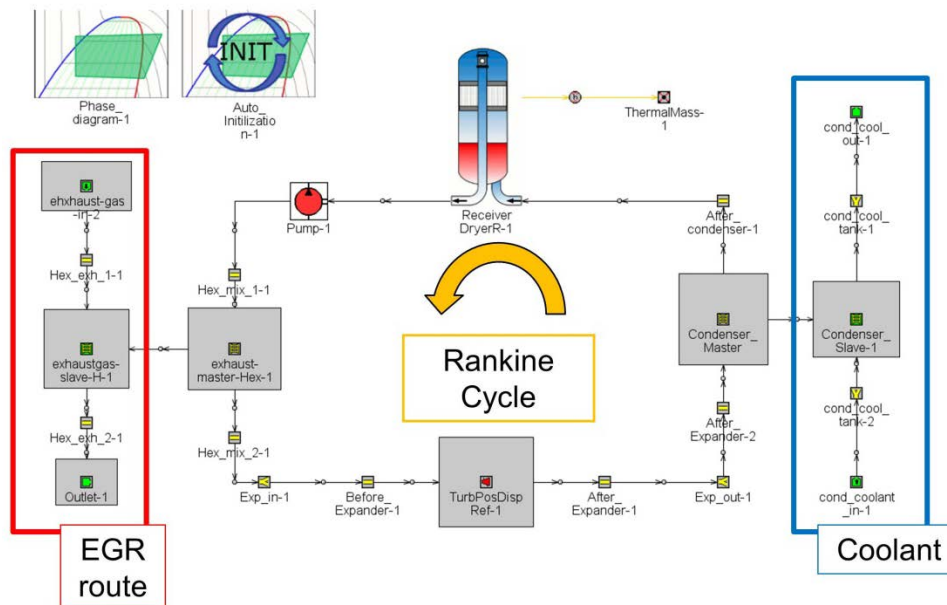 INIT
Phase_
diagram-1
Auto_
Initilizatio
n-1
h
ThermalMass-
1
cond_cool_
out-1
ehxhaust-gas
-in-2
Pump-1
Receiver
DryerR-1
After_
condenser-1
cond_cool_
tank-1
Hex_exh_1-1
Hex_mix_1-1
exhaustgas-
slave-H-1
exhaust-
master-Hex-1
Rankine
Cycle
Condenser_
Master
Condenser_
Slave-1
Hex_exh_2-1
Hex_mix_2-1
After_
Expander-2
cond_cool_
tank-2
Outlet-1
Exp_in-1
Before_
Expander-1
TurbPosDisp
Ref-1
After_
Expander-1
Exp_out-1
cond_coolant
_in-1
EGR
route
Coolant